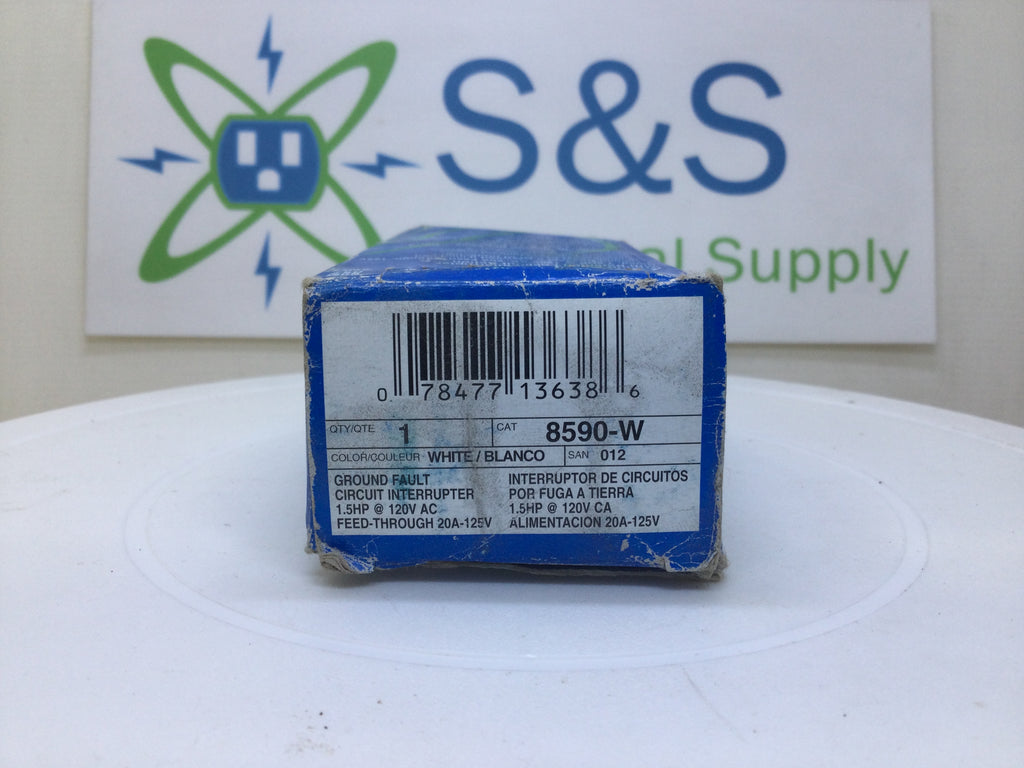 S&S
Supply
0 78477 13638 6
QTY/QTE 1 CAT 8590-W
COLOR/COULEUR WHITE / BLANCO SAN 012
GROUND FAULT
CIRCUIT INTERRUPTER
1.5HP @ 120V AC
FEED-THROUGH 20A-125V
INTERRUPTOR DE CIRCUITOS
POR FUGA A TIERRA
1.5HP @ 120V CA
ALIMENTACION 20A-125V